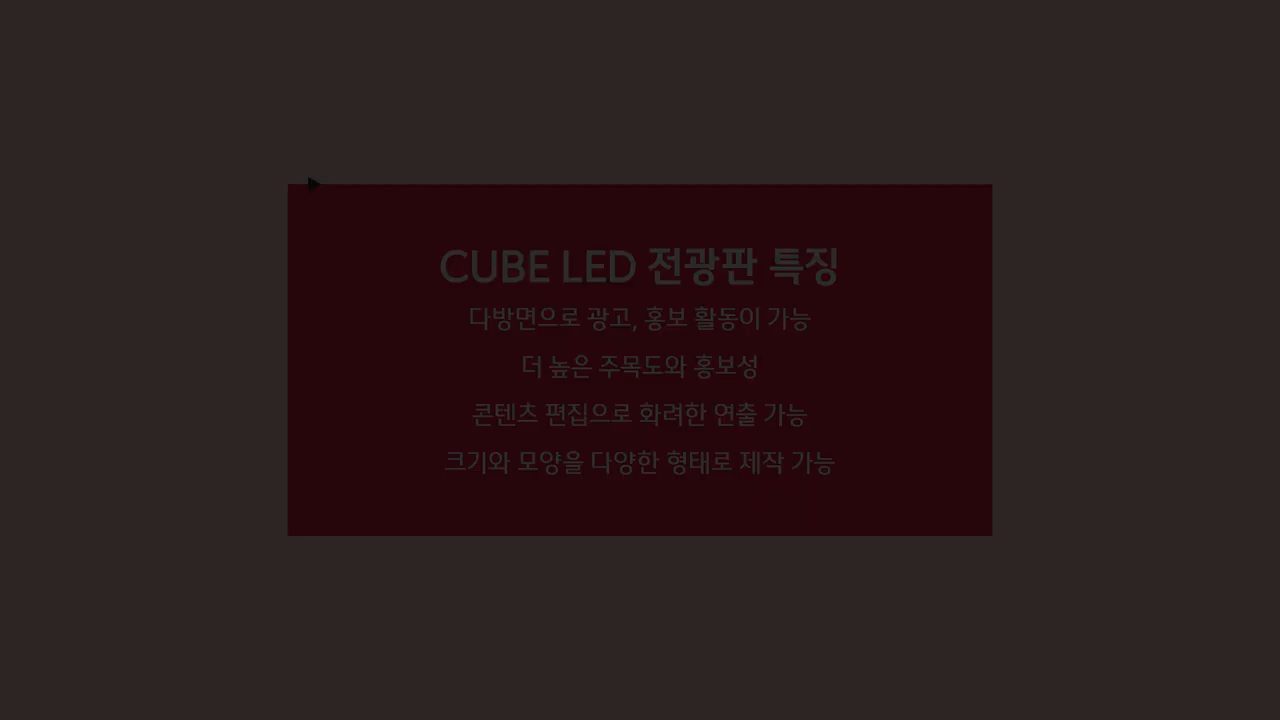 CUBE LED 전광판 특징
다방면으로 광고, 홍보 활동이 가능
더 높은 주목도와 홍보성
콘텐츠 편집으로 화려한 연출 가능
크기와 모양을 다양한 형태로 제작 가능